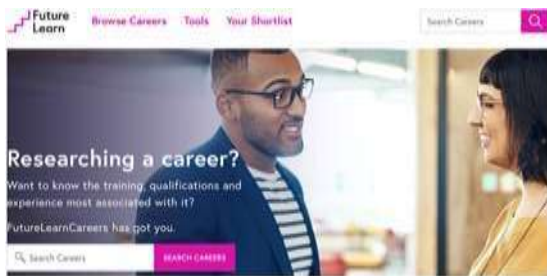 Future
Learn
Browse Careers Tools Your Shortlist
Search Careers
Researching a career?
Want to know the training, qualifications and
experience most associated with it?
FutureLearnCareers has got you.
Search Careers
SEARCH CAREERS